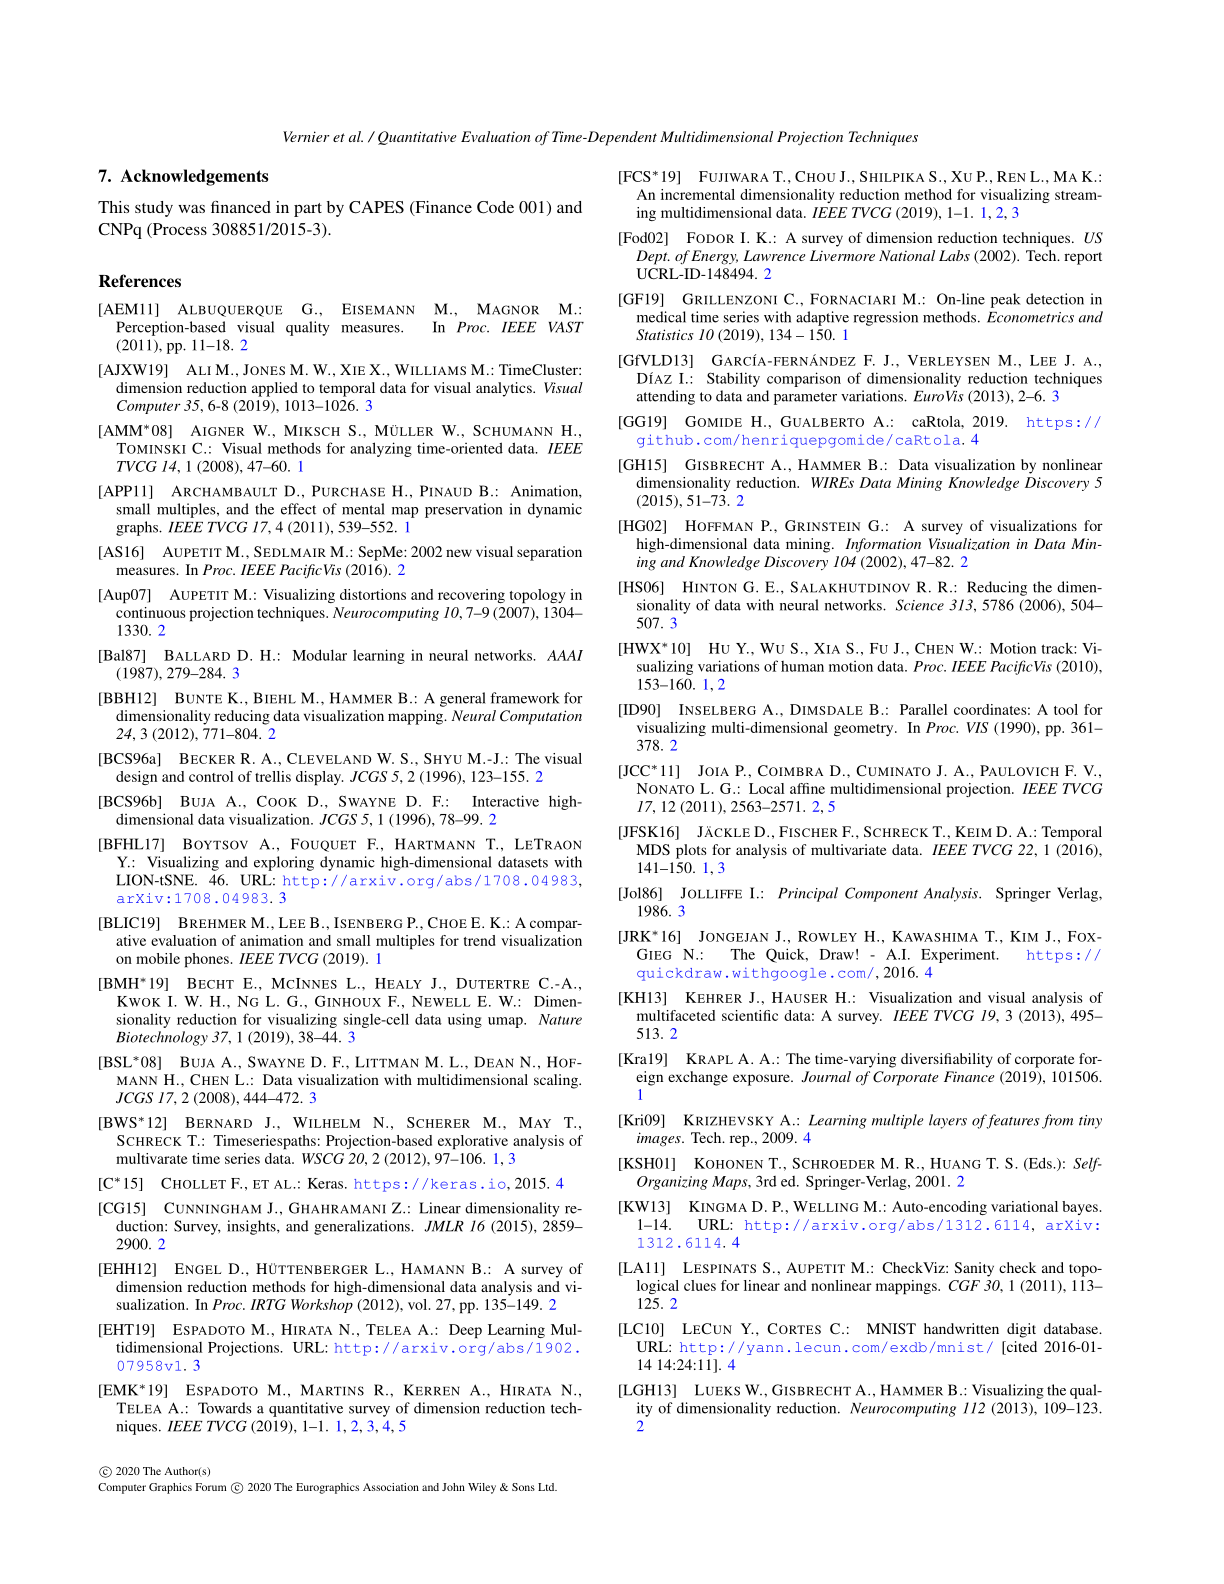 Vernier et al. / Quantitative Evaluation of Time-Dependent Multidimensional Projection Techniques
7. Acknowledgements
This study was financed in part by CAPES (Finance Code 001) and
CNPq (Process 308851/2015-3).
References
[AEM11] ALBUQUERQUE G., EISEMANN M., MAGNOR M.:
Perception-based visual quality measures. In Proc. IEEE VAST
(2011), pp. 11–18. 2
[AJXW19] ALI M., JONES M. W., XIE X., WILLIAMS M.: TimeCluster:
dimension reduction applied to temporal data for visual analytics. Visual
Computer 35, 6-8 (2019), 1013–1026. 3
[AMM*08] AIGNER W., MIKSCH S., MÜLLER W., SCHUMANN H.,
TOMINSKI C.: Visual methods for analyzing time-oriented data. IEEE
TVCG 14, 1 (2008), 47–60. 1
[APP11] ARCHAMBAULT D., PURCHASE H., PINAUD B.: Animation,
small multiples, and the effect of mental map preservation in dynamic
graphs. IEEE TVCG 17, 4 (2011), 539–552. 1
[AS16] AUPETIT M., SEDLMAIR M.: SepMe: 2002 new visual separation
measures. In Proc. IEEE PacificVis (2016). 2
[Aup07] AUPETIT M.: Visualizing distortions and recovering topology in
continuous projection techniques. Neurocomputing 10, 7–9 (2007), 1304–
1330. 2
[Bal87] BALLARD D. H.: Modular learning in neural networks. AAAI
(1987), 279–284. 3
[BBH12] BUNTE K., BIEHL M., HAMMER B.: A general framework for
dimensionality reducing data visualization mapping. Neural Computation
24, 3 (2012), 771–804. 2
[BCS96a] BECKER R. A., CLEVELAND W. S., SHYU M.-J.: The visual
design and control of trellis display. JCGS 5, 2 (1996), 123–155. 2
[BCS96b] BUJA A., COOK D., SWAYNE D. F.: Interactive high-
dimensional data visualization. JCGS 5, 1 (1996), 78–99. 2
[BFHL17] BOYTSOV A., FOUQUET F., HARTMANN T., LETRAON
Y.: Visualizing and exploring dynamic high-dimensional datasets with
LION-tSNE. 46. URL: http://arxiv.org/abs/1708.04983,
arXiv:1708.04983. 3
[BLIC19] BREHMER M., LEE B., ISENBERG P., CHOE E. K.: A compar-
ative evaluation of animation and small multiples for trend visualization
on mobile phones. IEEE TVCG (2019). 1
[BMH*19] BECHT E., MCINNES L., HEALY J., DUTERTRE C.-A.,
KWOK I. W. H., NG L. G., GINHOUX F., NEWELL E. W.: Dimen-
sionality reduction for visualizing single-cell data using umap. Nature
Biotechnology 37, 1 (2019), 38–44. 3
[BSL*08] BUJA A., SWAYNE D. F., LITTMAN M. L., DEAN N., HOF-
MANN H., CHEN L.: Data visualization with multidimensional scaling.
JCGS 17, 2 (2008), 444–472. 3
[BWS*12] BERNARD J., WILHELM N., SCHERER M., MAY T.,
SCHRECK T.: Timeseriespaths: Projection-based explorative analysis of
multivarate time series data. WSCG 20, 2 (2012), 97–106. 1, 3
[C*15] CHOLLET F., ET AL.: Keras. https://keras.io, 2015. 4
[CG15] CUNNINGHAM J., GHAHRAMANI Z.: Linear dimensionality re-
duction: Survey, insights, and generalizations. JMLR 16 (2015), 2859–
2900. 2
[EHH12] ENGEL D., HÜTTENBERGER L., HAMANN B.: A survey of
dimension reduction methods for high-dimensional data analysis and vi-
sualization. In Proc. IRTG Workshop (2012), vol. 27, pp. 135–149. 2
[EHT19] ESPADOTO M., HIRATA N., TELEA A.: Deep Learning Mul-
tidimensional Projections. URL: http://arxiv.org/abs/1902.
07958v1. 3
[EMK*19] ESPADOTO M., MARTINS R., KERREN A., HIRATA N.,
TELEA A.: Towards a quantitative survey of dimension reduction tech-
niques. IEEE TVCG (2019), 1–1. 1, 2, 3, 4, 5
[FCS*19] FUJIWARA T., CHOU J., SHILPIKA S., XU P., REN L., MA K.:
An incremental dimensionality reduction method for visualizing stream-
ing multidimensional data. IEEE TVCG (2019), 1–1. 1, 2, 3
[Fod02] FODOR I. K.: A survey of dimension reduction techniques. US
Dept. of Energy, Lawrence Livermore National Labs (2002). Tech. report
UCRL-ID-148494. 2
[GF19] GRILLENZONI C., FORNACIARI M.: On-line peak detection in
medical time series with adaptive regression methods. Econometrics and
Statistics 10 (2019), 134 – 150. 1
[GfVLD13] GARCÍA-FERNÁNDEZ F. J., VERLEYSEN M., LEE J. A.,
DÍAZ I.: Stability comparison of dimensionality reduction techniques
attending to data and parameter variations. EuroVis (2013), 2–6. 3
[GG19] GOMIDE H., GUALBERTO A.: caRtola, 2019. https://
github.com/henriquepgomide/caRtola. 4
[GH15] GISBRECHT A., HAMMER B.: Data visualization by nonlinear
dimensionality reduction. WIREs Data Mining Knowledge Discovery 5
(2015), 51–73. 2
[HG02] HOFFMAN P., GRINSTEIN G.: A survey of visualizations for
high-dimensional data mining. Information Visualization in Data Min-
ing and Knowledge Discovery 104 (2002), 47–82. 2
[HS06] HINTON G. E., SALAKHUTDINOV R. R.: Reducing the dimen-
sionality of data with neural networks. Science 313, 5786 (2006), 504–
507. 3
[HWX*10] HU Y., WU S., XIA S., FU J., CHEN W.: Motion track: Vi-
sualizing variations of human motion data. Proc. IEEE PacificVis (2010),
153–160. 1, 2
[ID90] INSELBERG A., DIMSDALE B.: Parallel coordinates: A tool for
visualizing multi-dimensional geometry. In Proc. VIS (1990), pp. 361–
378. 2
[JCC*11] JOIA P., COIMBRA D., CUMINATO J. A., PAULOVICH F. V.,
NONATO L. G.: Local affine multidimensional projection. IEEE TVCG
17, 12 (2011), 2563–2571. 2, 5
[JFSK16] JÄCKLE D., FISCHER F., SCHRECK T., KEIM D. A.: Temporal
MDS plots for analysis of multivariate data. IEEE TVCG 22, 1 (2016),
141–150. 1, 3
[Jol86] JOLLIFFE I.: Principal Component Analysis. Springer Verlag,
1986. 3
[JRK*16] JONGEJAN J., ROWLEY H., KAWASHIMA T., KIM J., FOX-
GIEG N.: The Quick, Draw! - A.I. Experiment. https://
quickdraw.withgoogle.com/, 2016. 4
[KH13] KEHRER J., HAUSER H.: Visualization and visual analysis of
multifaceted scientific data: A survey. IEEE TVCG 19, 3 (2013), 495–
513. 2
[Kra19] KRAPL A. A.: The time-varying diversifiability of corporate for-
eign exchange exposure. Journal of Corporate Finance (2019), 101506.
1
[Kri09] KRIZHEVSKY A.: Learning multiple layers of features from tiny
images. Tech. rep., 2009. 4
[KSH01] KOHONEN T., SCHROEDER M. R., HUANG T. S. (Eds.): Self-
Organizing Maps, 3rd ed. Springer-Verlag, 2001. 2
[KW13] KINGMA D. P., WELLING M.: Auto-encoding variational bayes.
1–14. URL: http://arxiv.org/abs/1312.6114, arXiv:
1312.6114. 4
[LA11] LESPINATS S., AUPETIT M.: CheckViz: Sanity check and topo-
logical clues for linear and nonlinear mappings. CGF 30, 1 (2011), 113–
125. 2
[LC10] LECUN Y., CORTES C.: MNIST handwritten digit database.
URL: http://yann.lecun.com/exdb/mnist/ [cited 2016-01-
14 14:24:11]. 4
[LGH13] LUEKS W., GISBRECHT A., HAMMER B.: Visualizing the qual-
ity of dimensionality reduction. Neurocomputing 112 (2013), 109–123.
2
© 2020 The Author(s)
Computer Graphics Forum © 2020 The Eurographics Association and John Wiley & Sons Ltd.